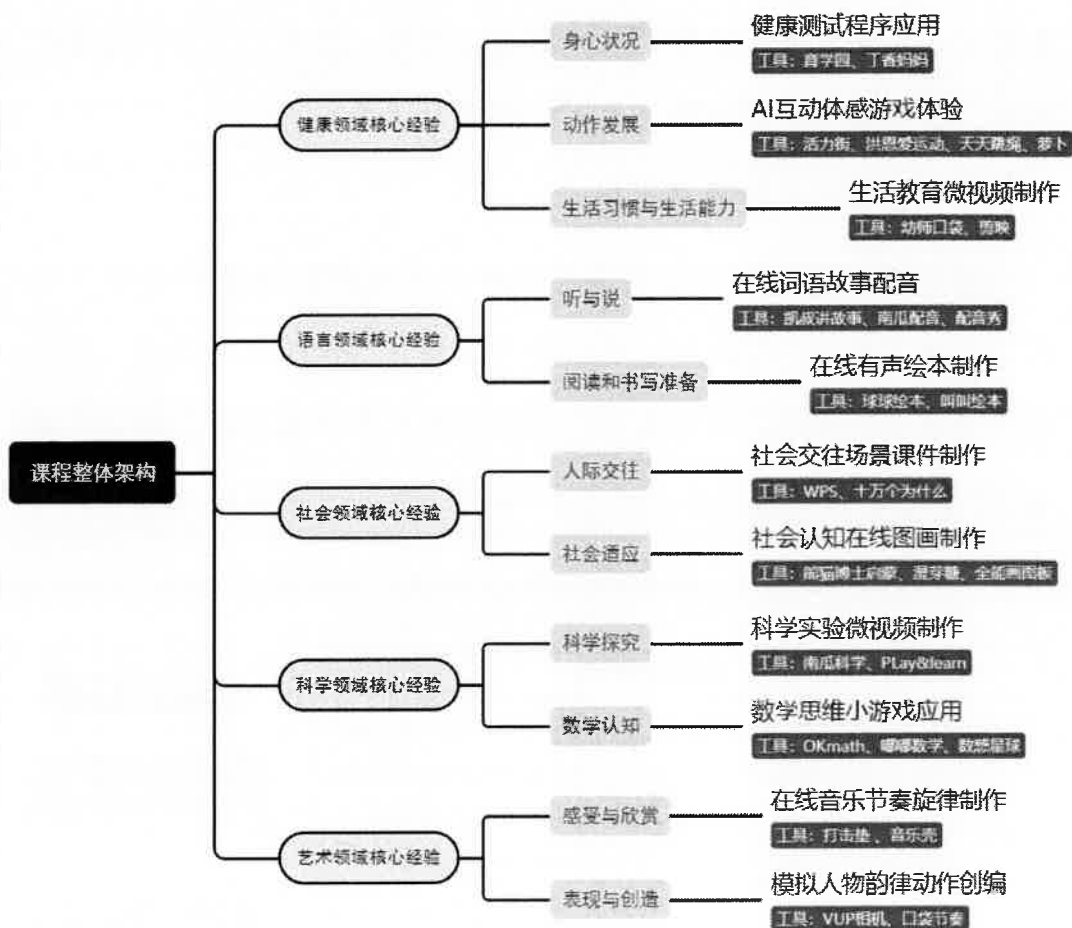 课程整体架构
健康领域核心经验
身心状况
健康测试程序应用
工具：育学园、丁香妈妈
动作发展
AI互动体感游戏体验
工具：活力街、洪恩爱运动、天天跳绳、萝卜
生活习惯与生活能力
生活教育微视频制作
工具：幼师口袋、剪映
语言领域核心经验
听与说
在线词语故事配音
工具：凯叔讲故事、南瓜配音、配音秀
阅读和书写准备
在线有声绘本制作
工具：球球绘本、叫叫绘本
社会领域核心经验
人际交往
社会交往场景课件制作
工具：WPS、十万个为什么
社会适应
社会认知在线图画制作
工具：熊猫博士启蒙、泥芽糖、全能画图板
科学领域核心经验
科学探究
科学实验微视频制作
工具：南瓜科学、PLay&learn
数学认知
数学思维小游戏应用
工具：OKmath、嘟嘟数学、数感星球
艺术领域核心经验
感受与欣赏
在线音乐节奏旋律制作
工具：打击垫、音乐壳
表现与创造
模拟人物韵律动作创编
工具：VUP相机、口袋节奏